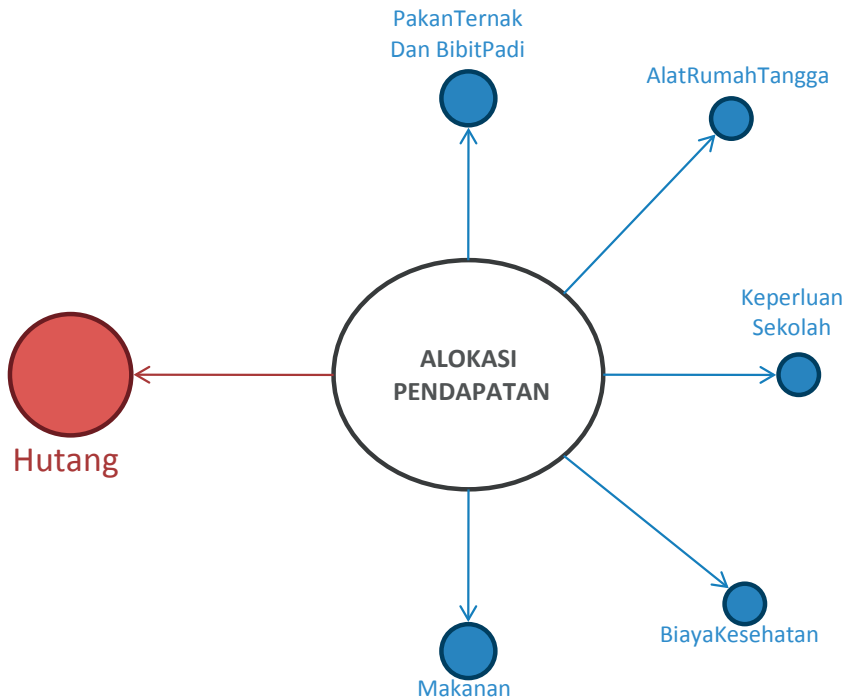 PakanTernak
Dan BibitPadi
AlatRumahTangga
Keperluan
Sekolah
ALOKASI
PENDAPATAN
Hutang
BiayaKesehatan
Makanan